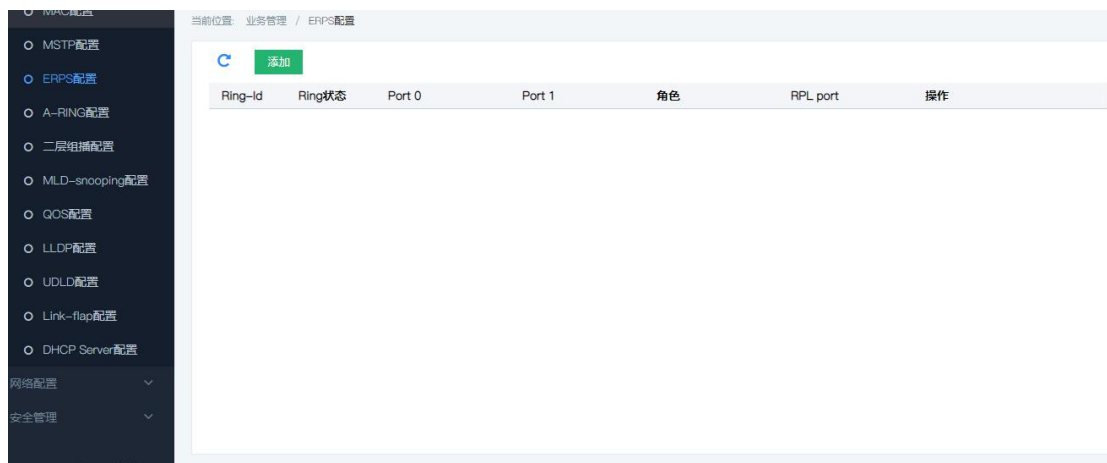 MAC配置
MSTP配置
ERPS配置
A-RING配置
二层组播配置
MLD-snooping配置
QOS配置
LLDP配置
UDLD配置
Link-flap配置
DHCP Server配置
网络配置
安全管理
当前位置: 业务管理 / ERPS配置
添加
Ring-Id Ring状态 Port 0 Port 1 角色 RPL port 操作